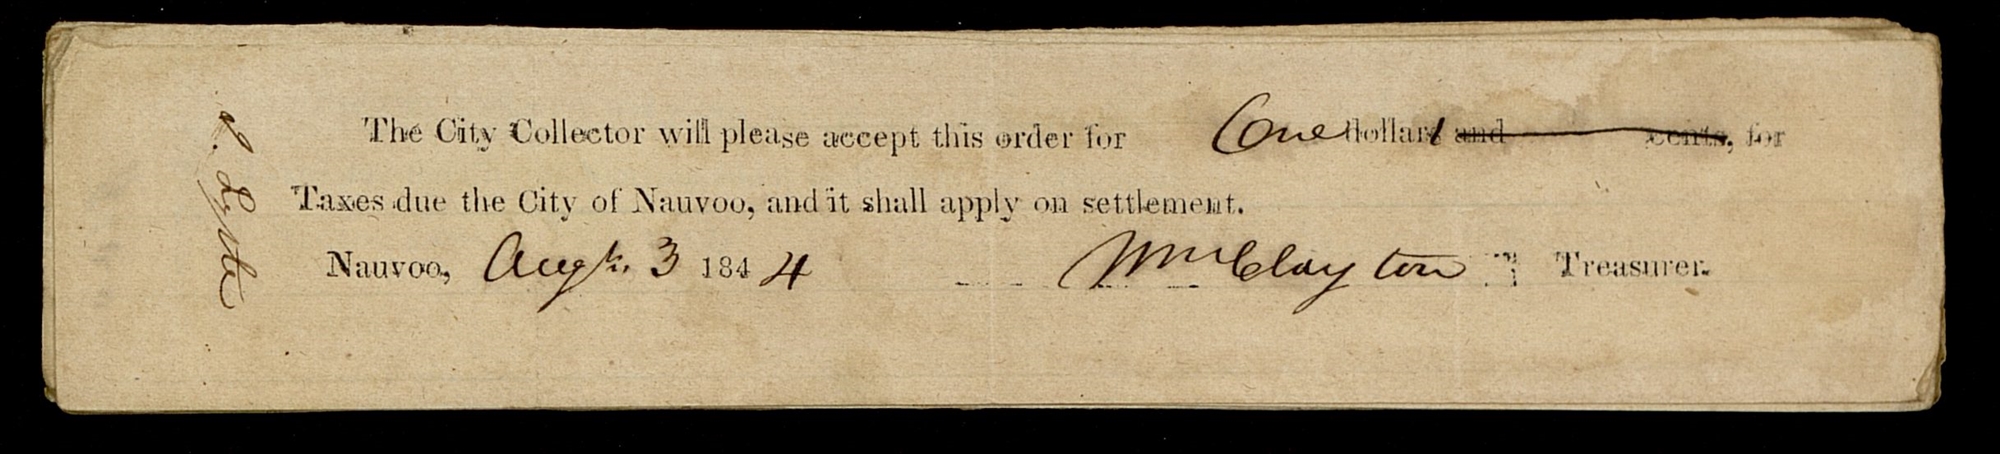 The City Collector will please accept this order for One dollars and cents, for
Taxes due the City of Nauvoo, and it shall apply on settlement.
Nauvoo, Augt. 3 1844 Wm Clayton Treasurer.